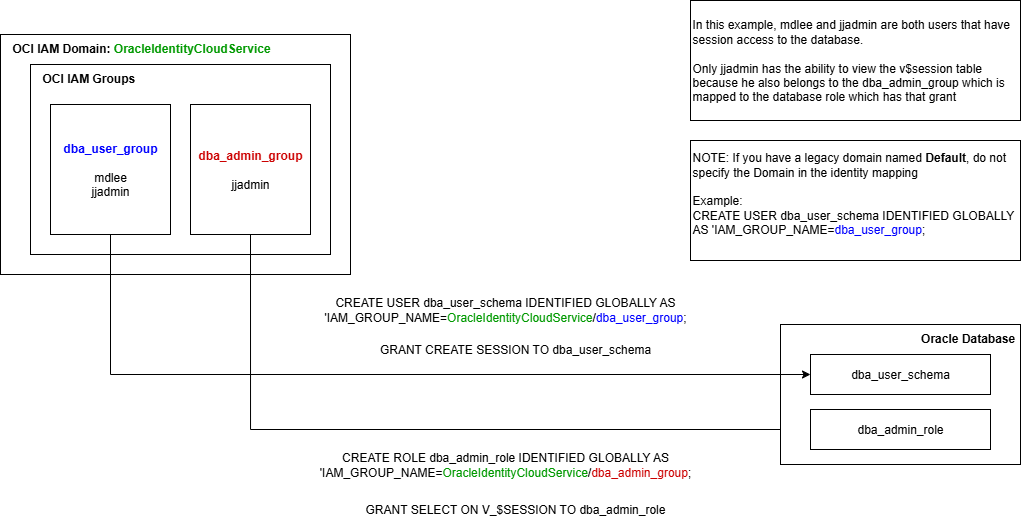 In this example, mdlee and jjadmin are both users that have
session access to the database.
Only jjadmin has the ability to view the v$session table
because he also belongs to the dba_admin_group which is
mapped to the database role which has that grant
OCI IAM Domain: OracleIdentityCloudService
OCI IAM Groups
dba_user_group
mdlee
jjadmin
dba_admin_group
jjadmin
NOTE: If you have a legacy domain named Default, do not
specify the Domain in the identity mapping
Example:
CREATE USER dba_user_schema IDENTIFIED GLOBALLY
AS 'IAM_GROUP_NAME=dba_user_group;
CREATE USER dba_user_schema IDENTIFIED GLOBALLY AS
'IAM_GROUP_NAME=OracleIdentityCloudService/dba_user_group;
GRANT CREATE SESSION TO dba_user_schema
Oracle Database
dba_user_schema
dba_admin_role
CREATE ROLE dba_admin_role IDENTIFIED GLOBALLY AS
'IAM_GROUP_NAME=OracleIdentityCloudService/dba_admin_group;
GRANT SELECT ON V_$SESSION TO dba_admin_role